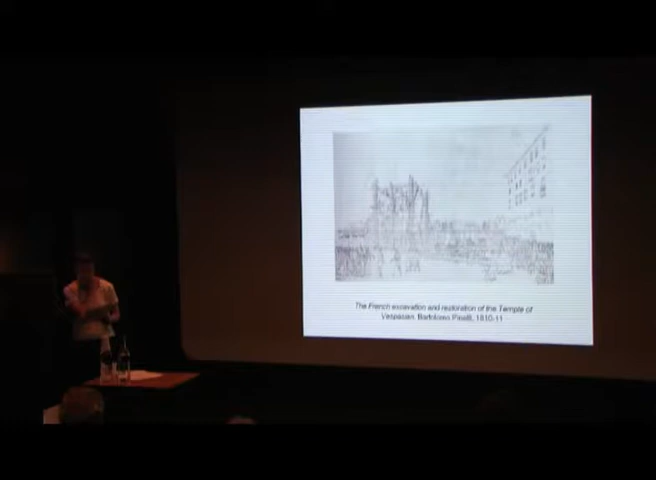 The French excavation and restoration of the Temple of
Vespasian, Bartolomeo Pinelli, 1810-11